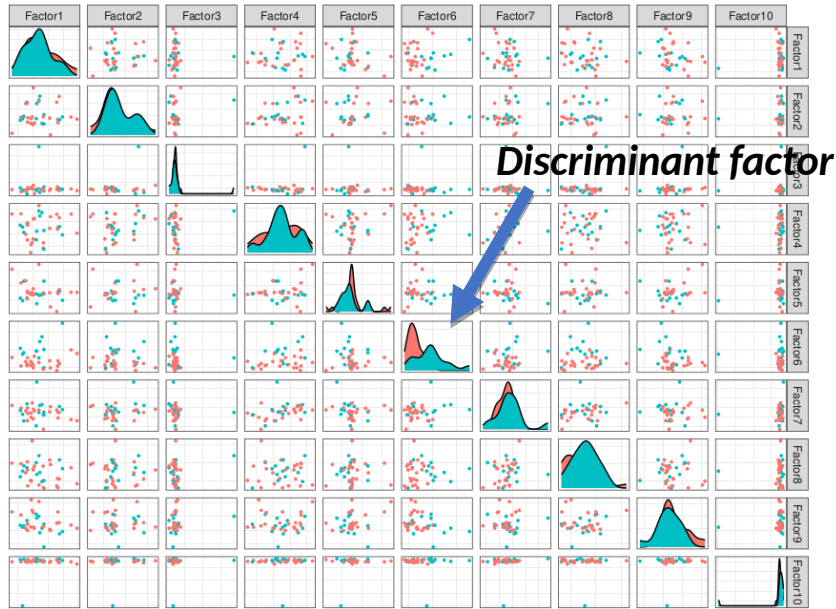 Factor1 Factor2 Factor3 Factor4 Factor5 Factor6 Factor7 Factor8 Factor9 Factor10
Factor1
Factor2
Discriminant factor
Factor3
Factor4
Factor5
Factor6
Factor7
Factor8
Factor9
Factor10